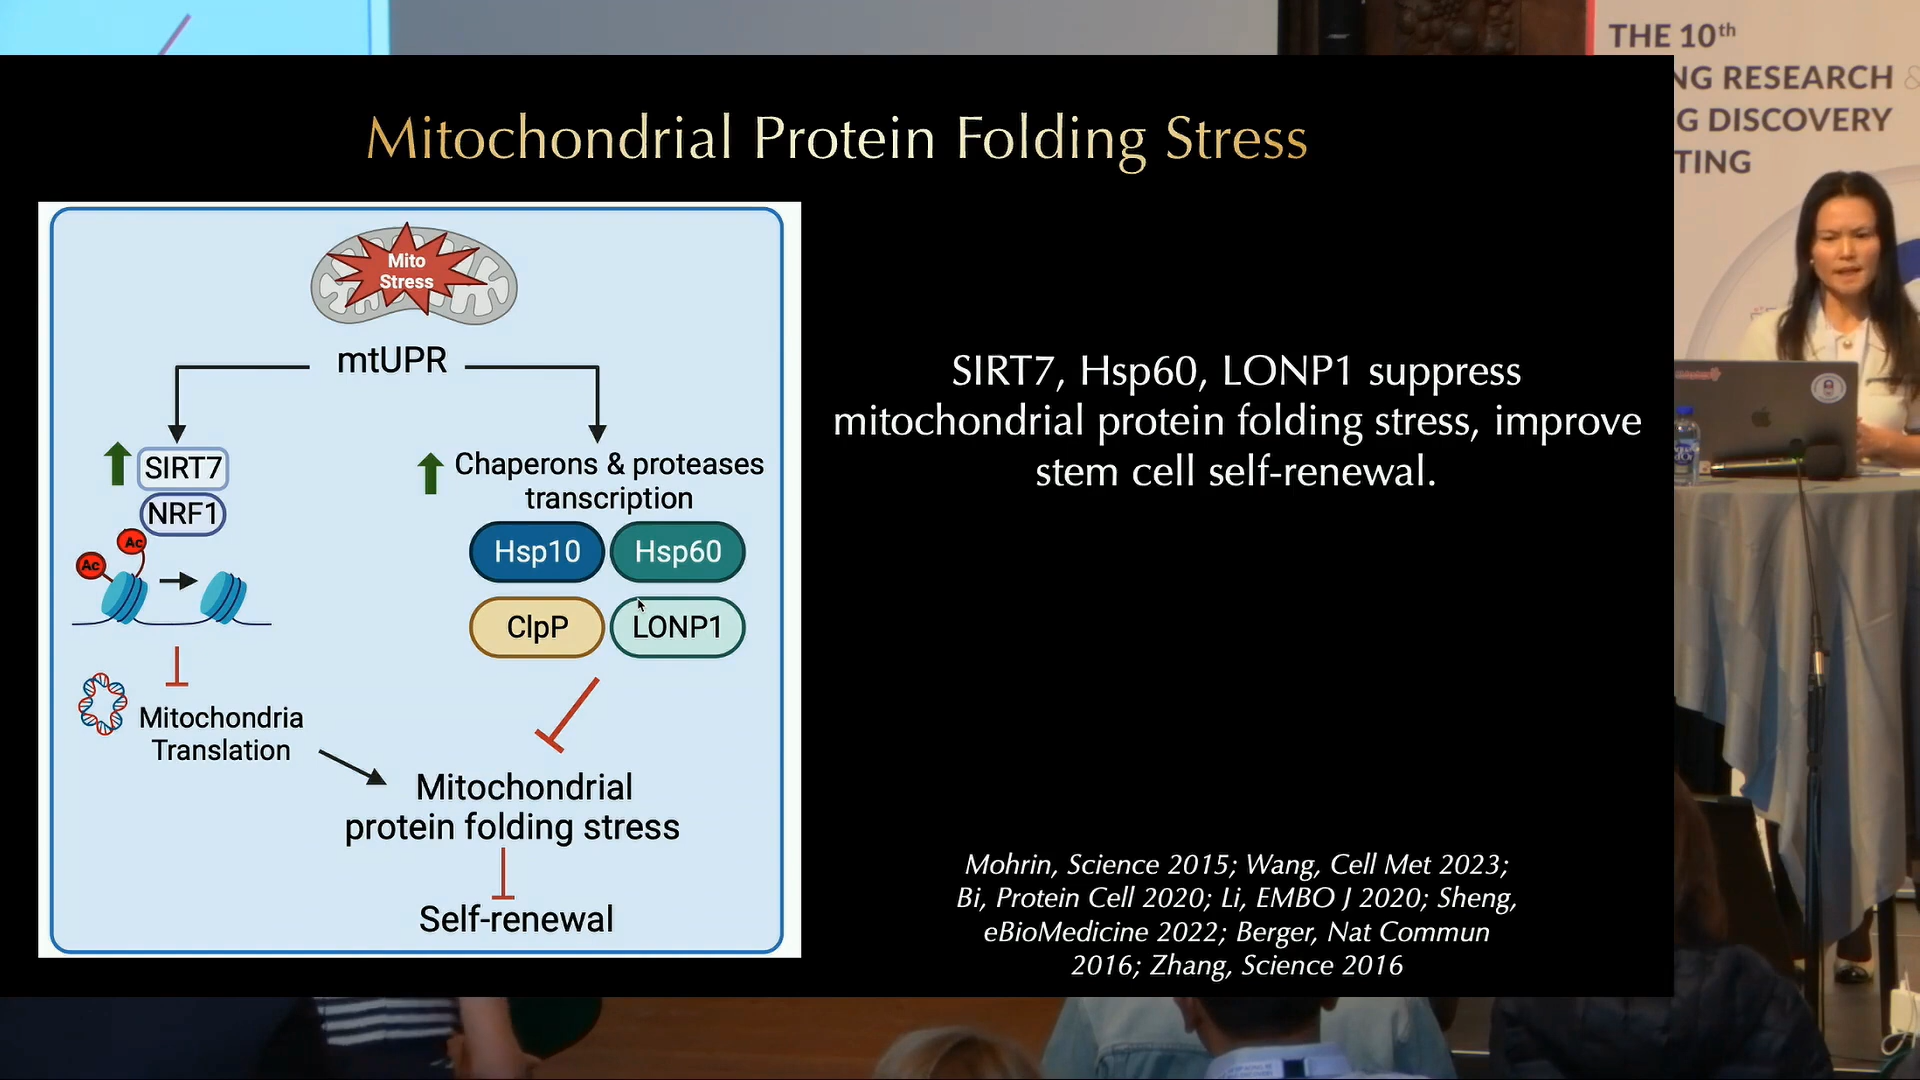 THE 10th
NG RESEARCH &
G DISCOVERY
TING
Mitochondrial Protein Folding Stress
Mito
Stress
mtUPR
SIRT7
NRF1
Ac
Ac
Chaperons & proteases
transcription
Hsp10
Hsp60
ClpP
LONP1
Mitochondria
Translation
Mitochondrial
protein folding stress
Self-renewal
SIRT7, Hsp60, LONP1 suppress
mitochondrial protein folding stress, improve
stem cell self-renewal.
Mohrin, Science 2015; Wang, Cell Met 2023;
Bi, Protein Cell 2020; Li, EMBO J 2020; Sheng,
eBioMedicine 2022; Berger, Nat Commun
2016; Zhang, Science 2016